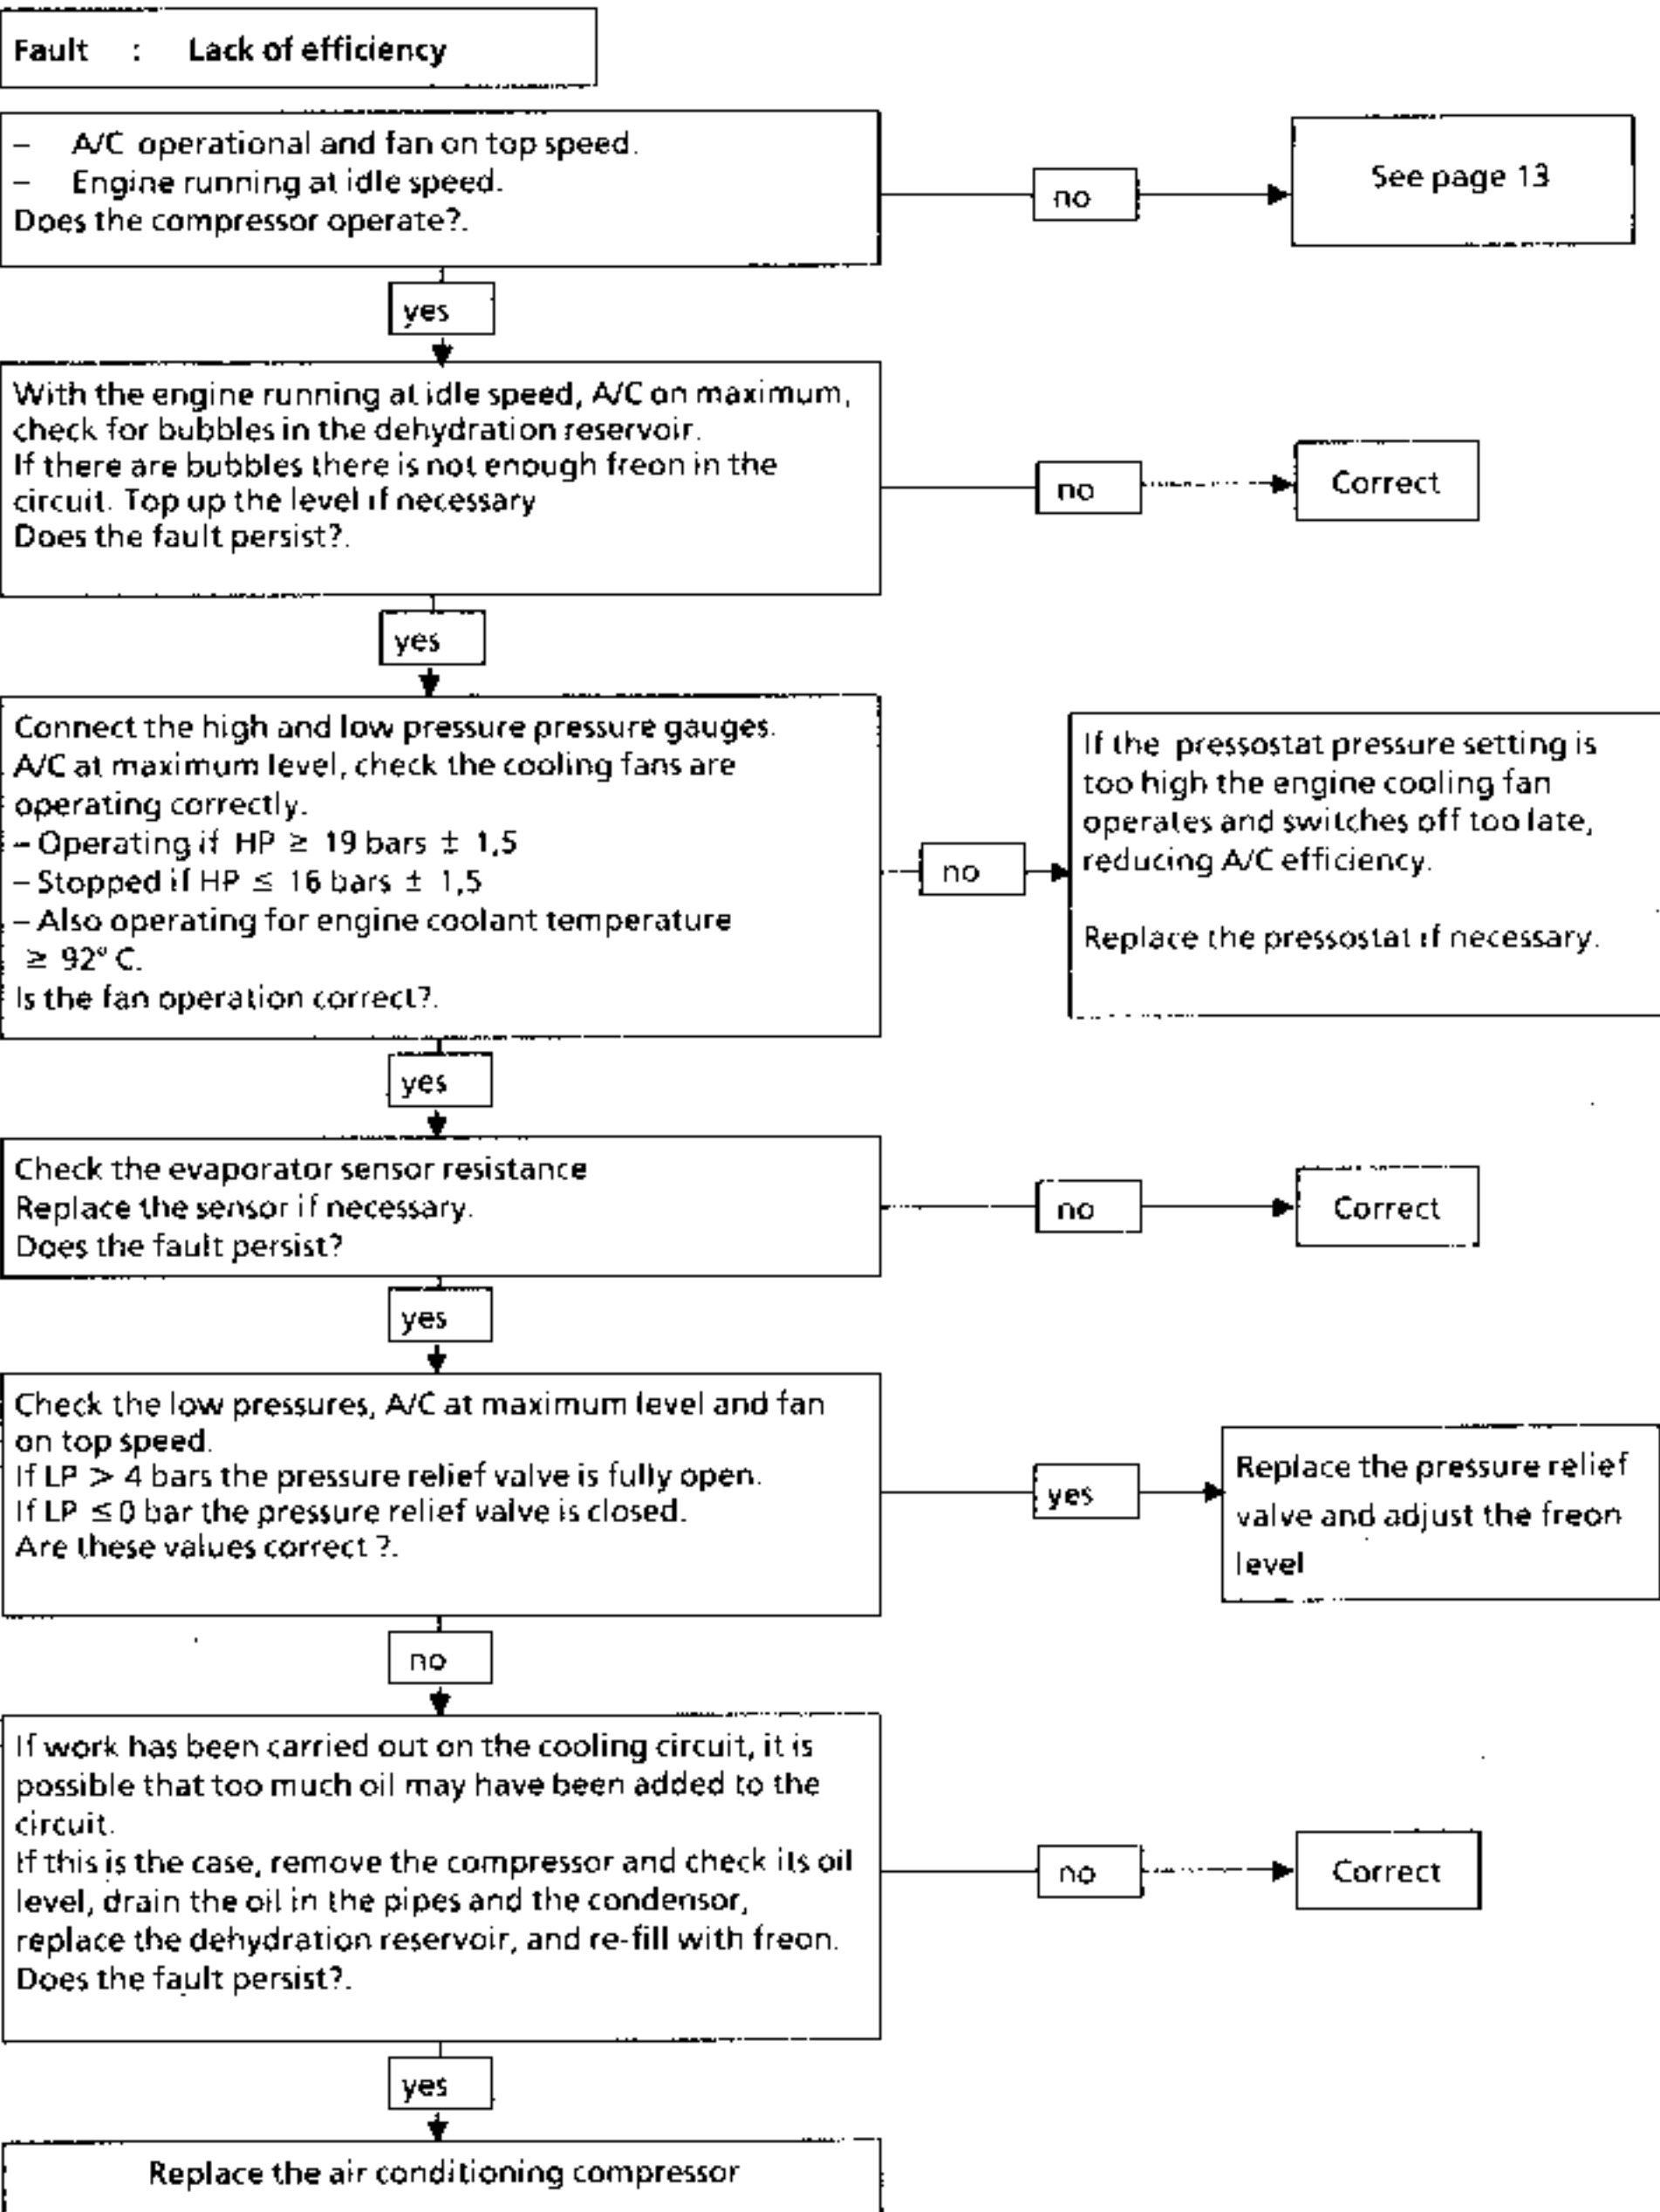 Fault : Lack of efficiency
– A/C operational and fan on top speed.
– Engine running at idle speed.
Does the compressor operate?.
no
See page 13
yes
With the engine running at idle speed, A/C on maximum,
check for bubbles in the dehydration reservoir.
If there are bubbles there is not enough freon in the
circuit. Top up the level if necessary
Does the fault persist?.
no
Correct
yes
Connect the high and low pressure pressure gauges.
A/C at maximum level, check the cooling fans are
operating correctly.
– Operating if HP ≥ 19 bars ± 1,5
– Stopped if HP ≤ 16 bars ± 1,5
– Also operating for engine coolant temperature
≥ 92° C.
Is the fan operation correct?.
no
If the pressostat pressure setting is
too high the engine cooling fan
operates and switches off too late,
reducing A/C efficiency.
Replace the pressostat if necessary.
yes
Check the evaporator sensor resistance
Replace the sensor if necessary.
Does the fault persist?
no
Correct
yes
Check the low pressures, A/C at maximum level and fan
on top speed.
If LP > 4 bars the pressure relief valve is fully open.
If LP ≤ 0 bar the pressure relief valve is closed.
Are these values correct ?.
yes
Replace the pressure relief
valve and adjust the freon
level
no
If work has been carried out on the cooling circuit, it is
possible that too much oil may have been added to the
circuit.
If this is the case, remove the compressor and check its oil
level, drain the oil in the pipes and the condensor,
replace the dehydration reservoir, and re-fill with freon.
Does the fault persist?.
no
Correct
yes
Replace the air conditioning compressor